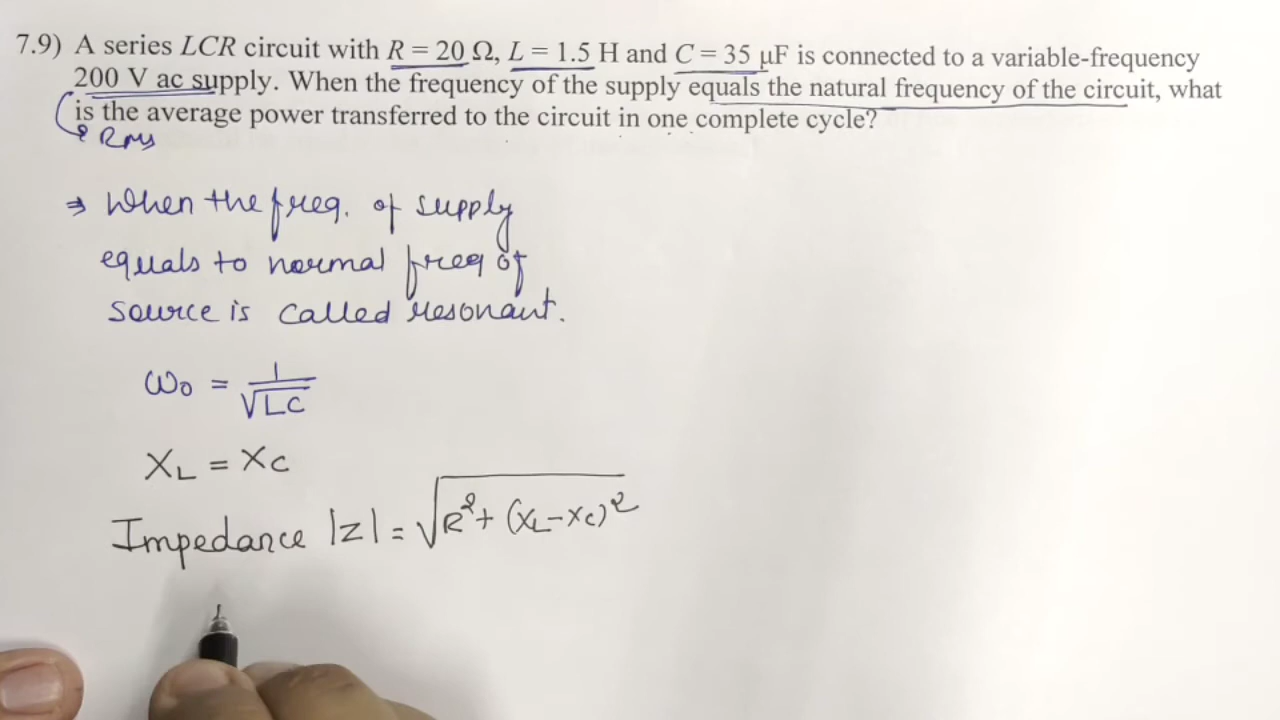 7.9) A series LCR circuit with R = 20 Ω, L = 1.5 H and C = 35 μF is connected to a variable-frequency
200 V ac supply. When the frequency of the supply equals the natural frequency of the circuit, what
is the average power transferred to the circuit in one complete cycle?
Rms
⇒ When the freq. of supply
equals to normal freq of
source is called resonant.
ω₀ = 1/√LC
X_L = X_C
Impedance |Z| = √R² + (X_L - X_C)²